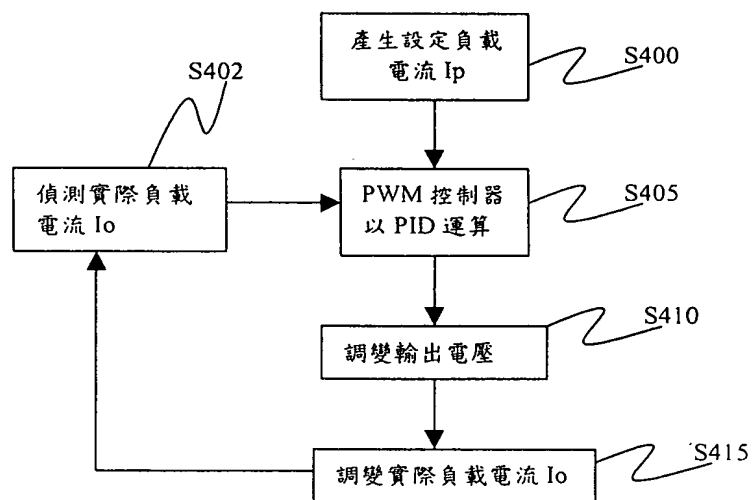 產生設定負載
電流 Ip
S400
S402
偵測實際負載
電流 Io
PWM 控制器
以 PID 運算
S405
調變輸出電壓
S410
調變實際負載電流 Io
S415